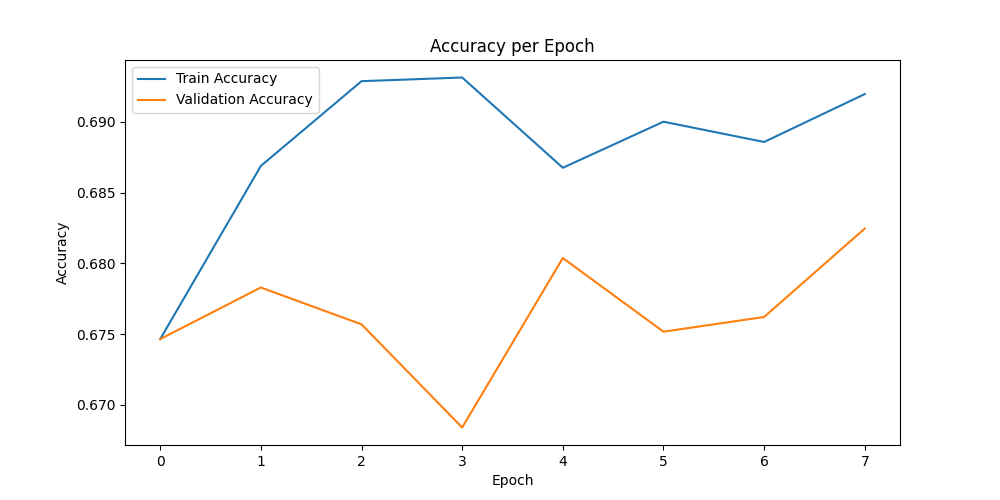 Accuracy per Epoch
Train Accuracy
Validation Accuracy
Accuracy
0.690
0.685
0.680
0.675
0.670
0 1 2 3 4 5 6 7
Epoch